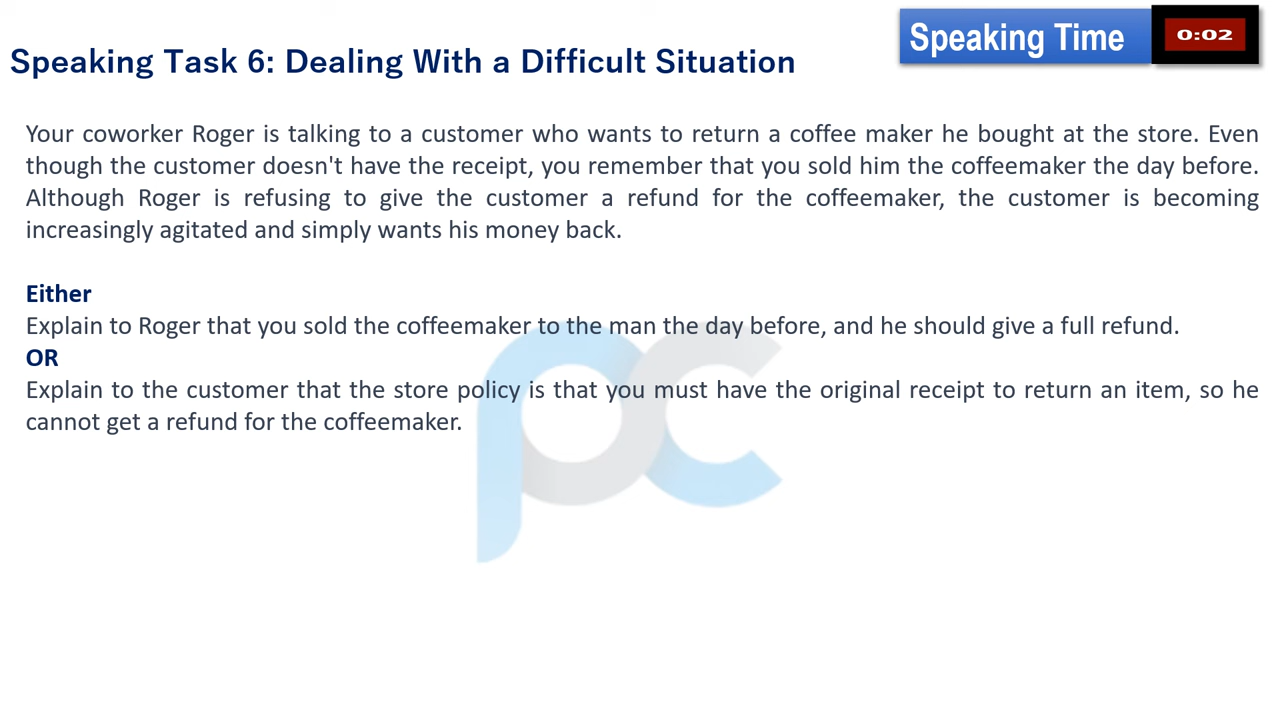 Speaking Time
0:02
Speaking Task 6: Dealing With a Difficult Situation
Your coworker Roger is talking to a customer who wants to return a coffee maker he bought at the store. Even
though the customer doesn't have the receipt, you remember that you sold him the coffeemaker the day before.
Although Roger is refusing to give the customer a refund for the coffeemaker, the customer is becoming
increasingly agitated and simply wants his money back.
Either
Explain to Roger that you sold the coffeemaker to the man the day before, and he should give a full refund.
OR
Explain to the customer that the store policy is that you must have the original receipt to return an item, so he
cannot get a refund for the coffeemaker.
pc